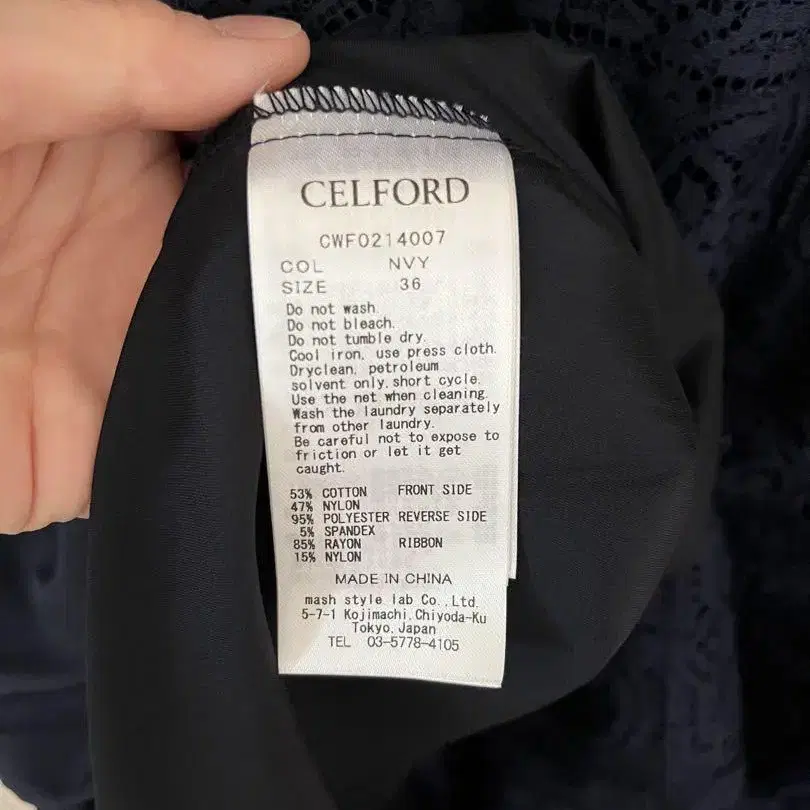 CELFORD
CWF0214007
COL NVY
SIZE 36
Do not wash.
Do not bleach.
Do not tumble dry.
Cool iron, use press cloth.
Dryclean, petroleum
solvent only, short cycle.
Use the net when cleaning.
Wash the laundry separately
from other laundry.
Be careful not to expose to
friction or let it get
caught.
53% COTTON FRONT SIDE
47% NYLON
95% POLYESTER REVERSE SIDE
5% SPANDEX
85% RAYON RIBBON
15% NYLON
MADE IN CHINA
mash style lab Co., Ltd.
5-7-1 Kojimachi, Chiyoda-Ku
Tokyo, Japan
TEL 03-5778-4105